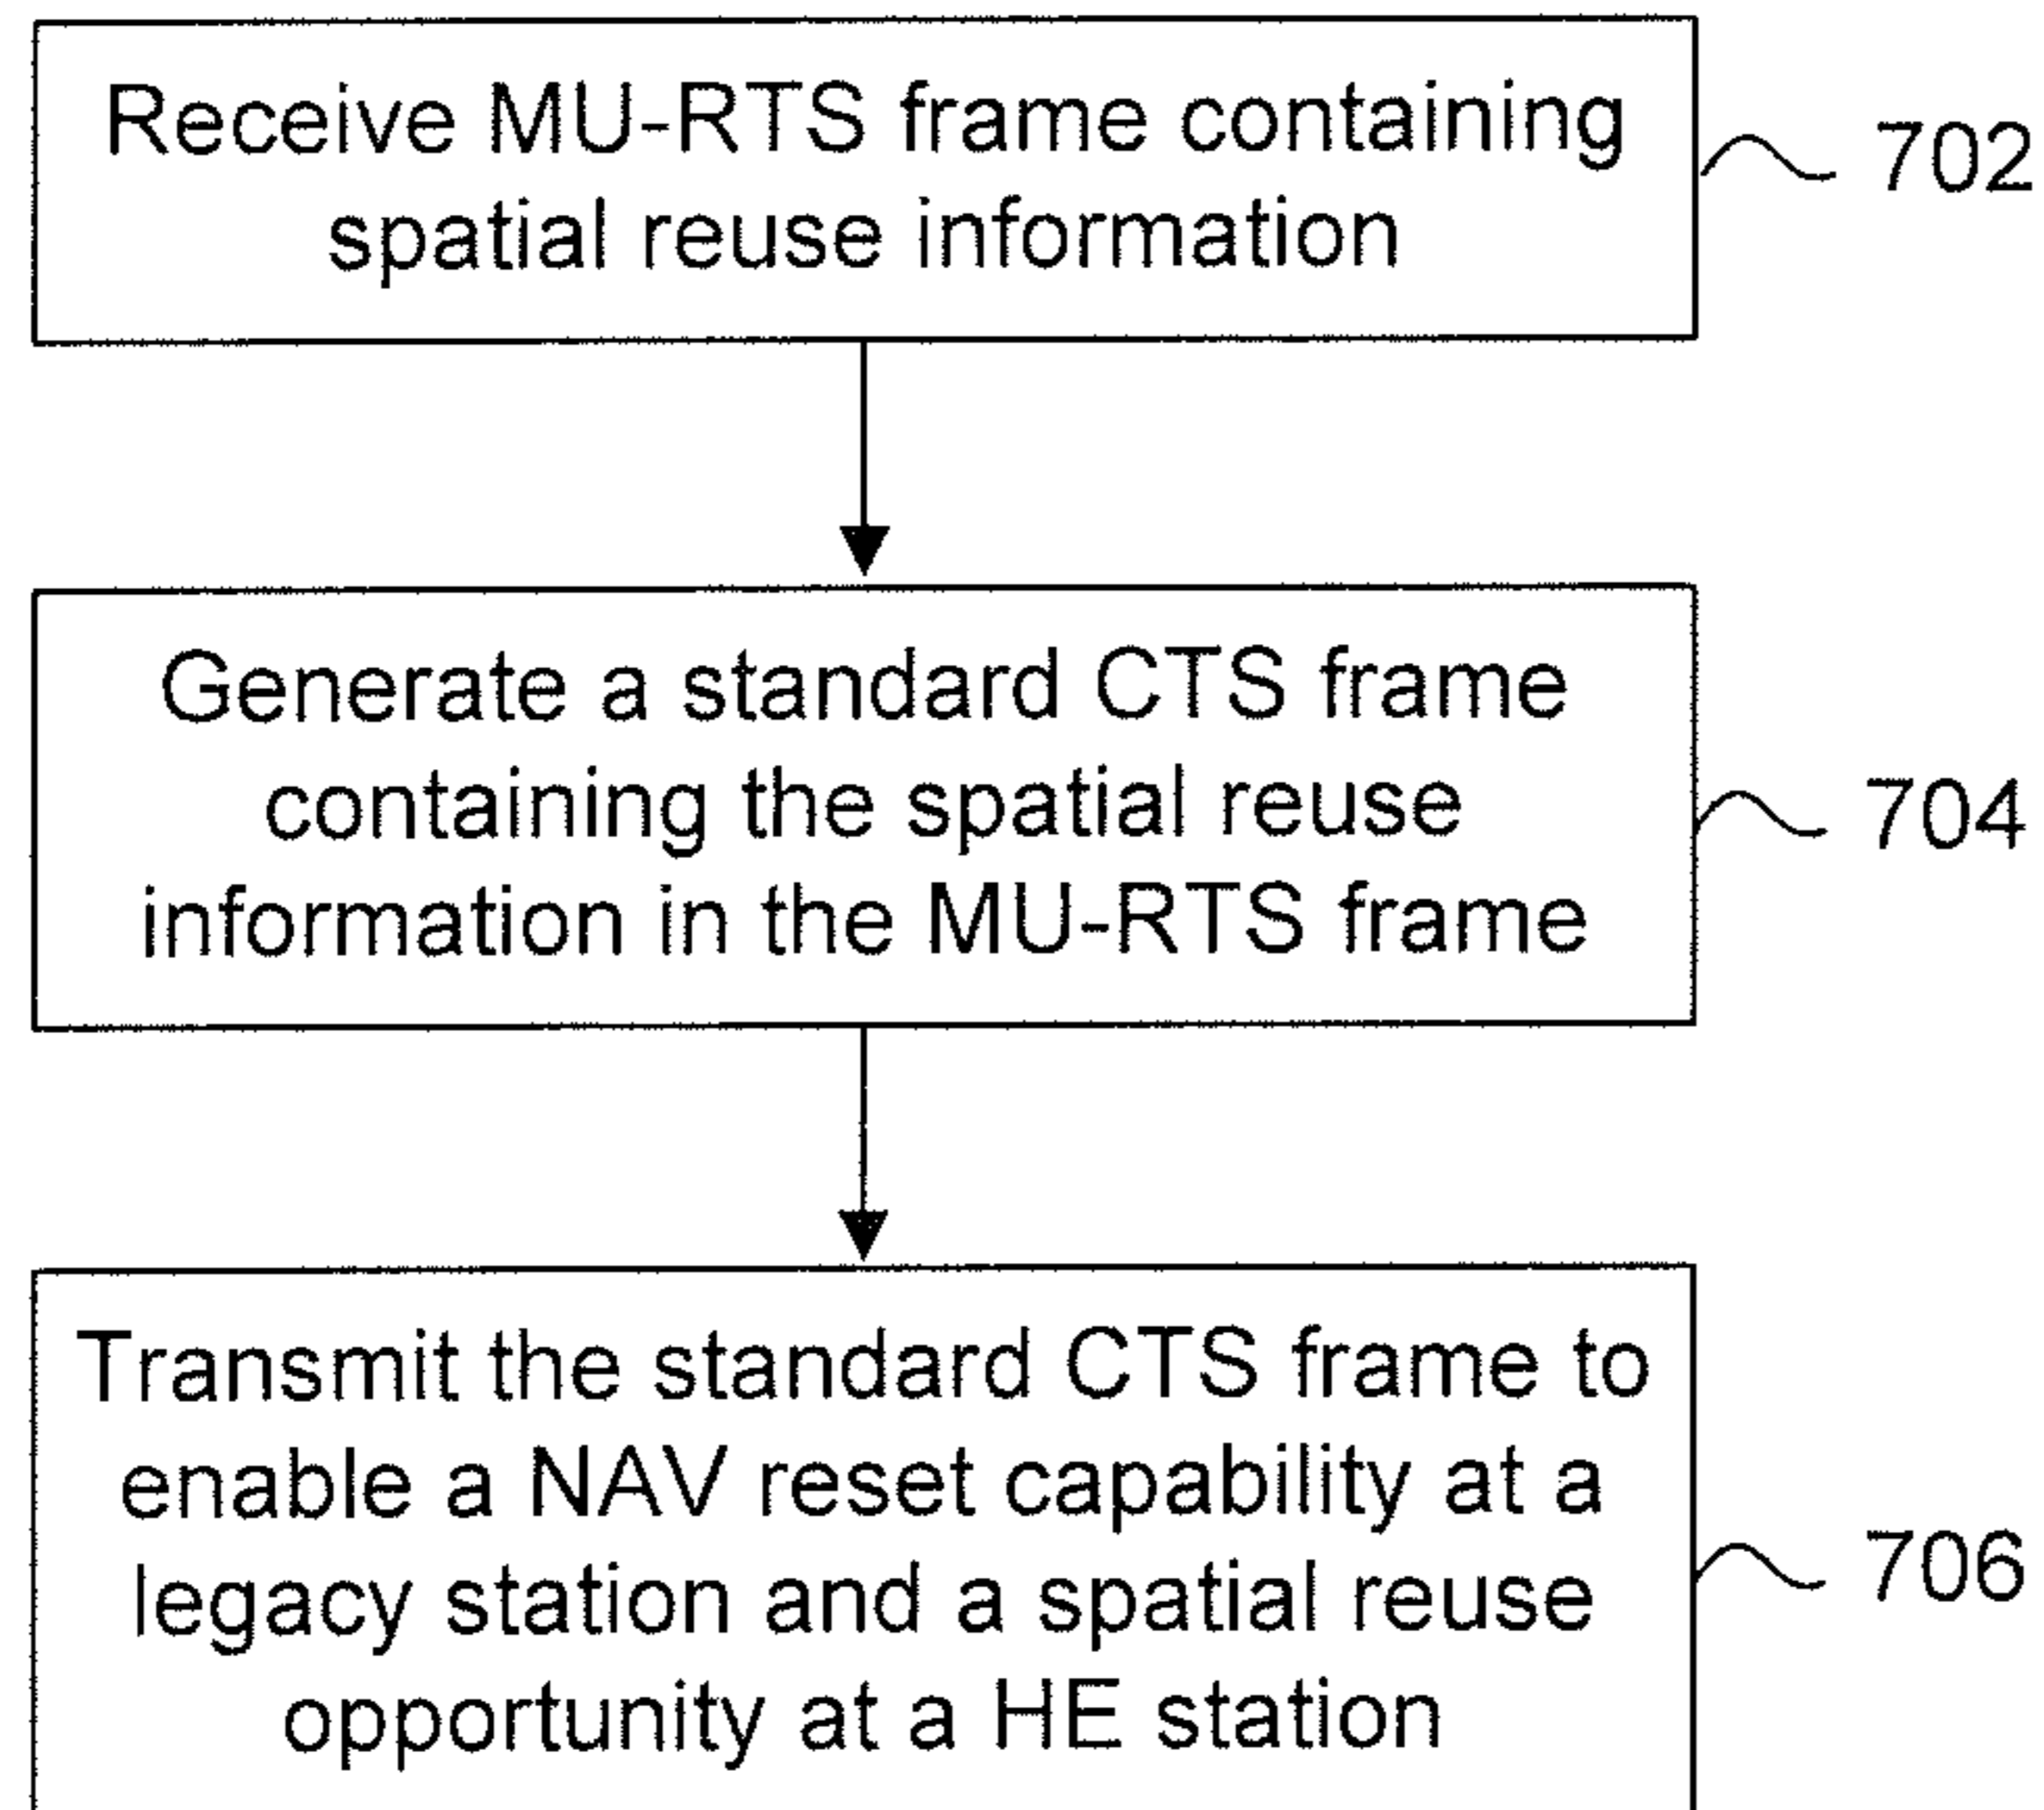 Receive MU-RTS frame containing
spatial reuse information
702
Generate a standard CTS frame
containing the spatial reuse
information in the MU-RTS frame
704
Transmit the standard CTS frame to
enable a NAV reset capability at a
legacy station and a spatial reuse
opportunity at a HE station
706